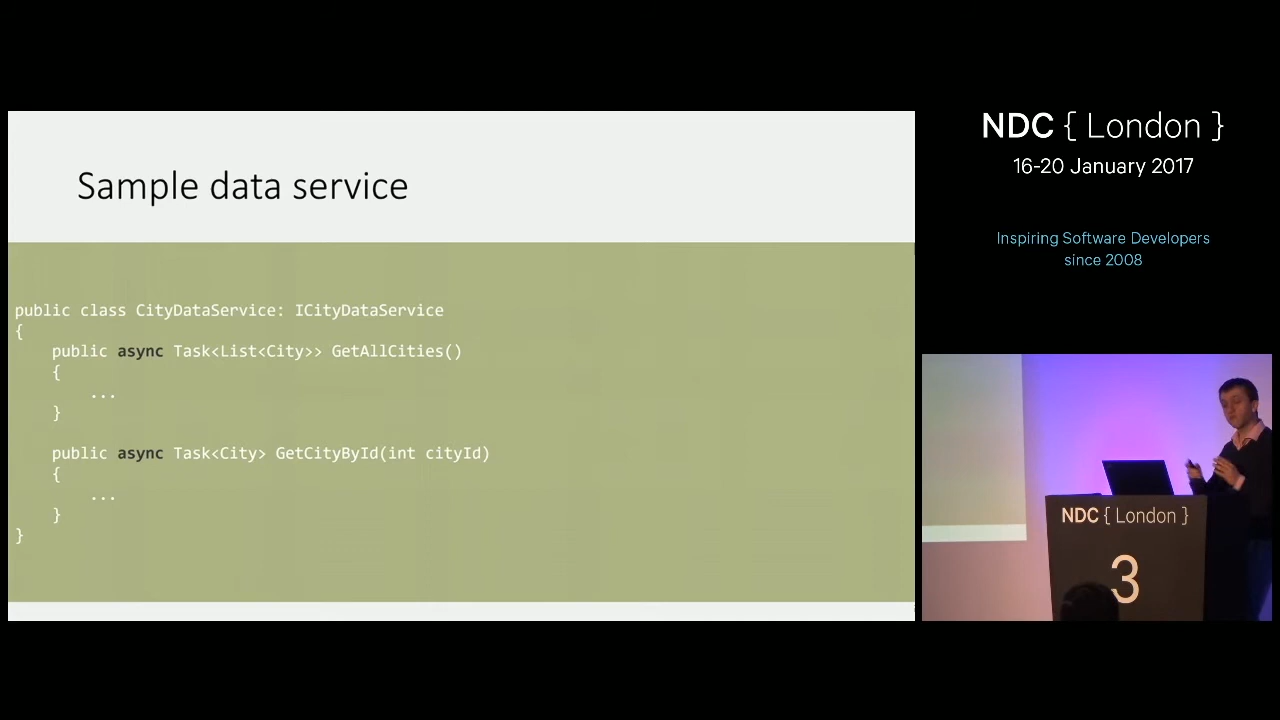 Sample data service
public class CityDataService: ICityDataService
{
    public async Task<List<City>> GetAllCities()
    {
        ...
    }
    public async Task<City> GetCityById(int cityId)
    {
        ...
    }
}
NDC { London }
16-20 January 2017
Inspiring Software Developers
since 2008
NDC { London }
3